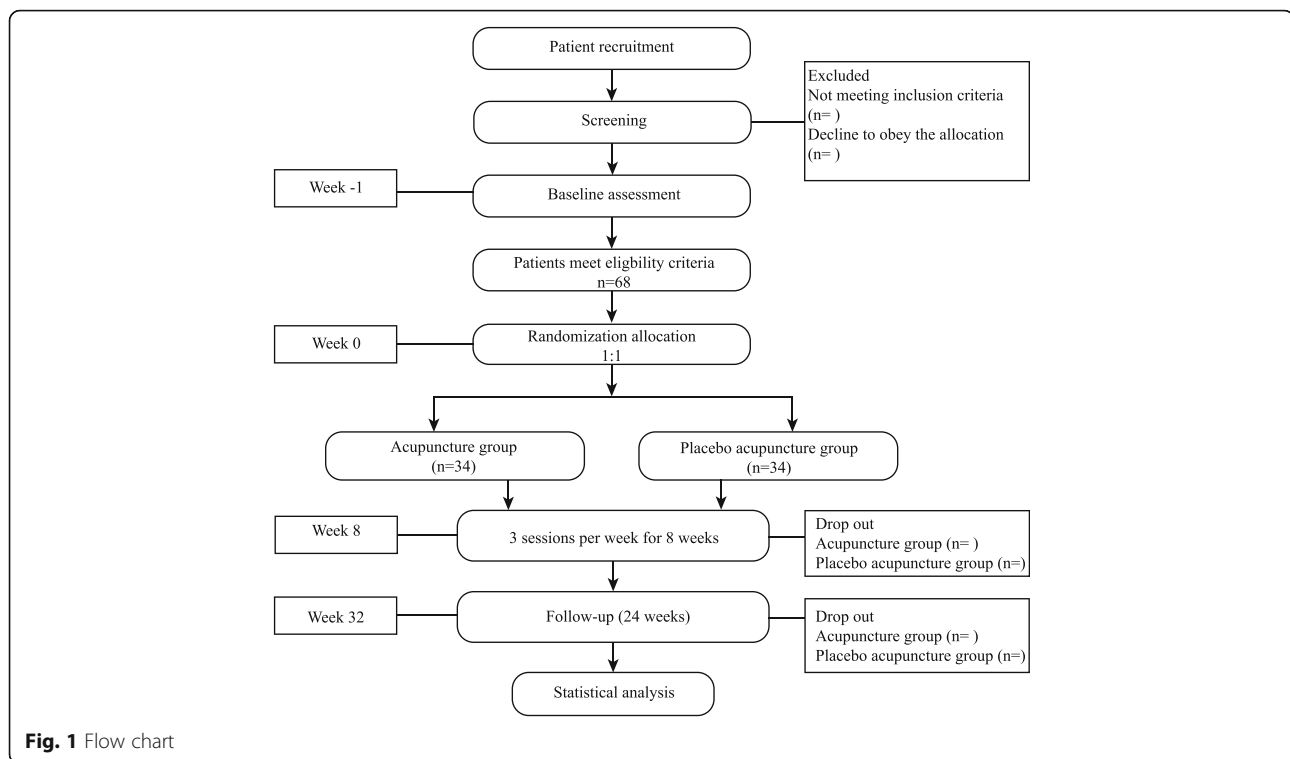 Patient recruitment
Excluded
Not meeting inclusion criteria
(n= )
Decline to obey the allocation
(n= )
Screening
Week -1
Baseline assessment
Patients meet eligbility criteria
n=68
Week 0
Randomization allocation
1:1
Acupuncture group
(n=34)
Placebo acupuncture group
(n=34)
Week 8
3 sessions per week for 8 weeks
Drop out
Acupuncture group (n= )
Placebo acupuncture group (n=)
Week 32
Follow-up (24 weeks)
Drop out
Acupuncture group (n= )
Placebo acupuncture group (n=)
Statistical analysis
Fig. 1 Flow chart